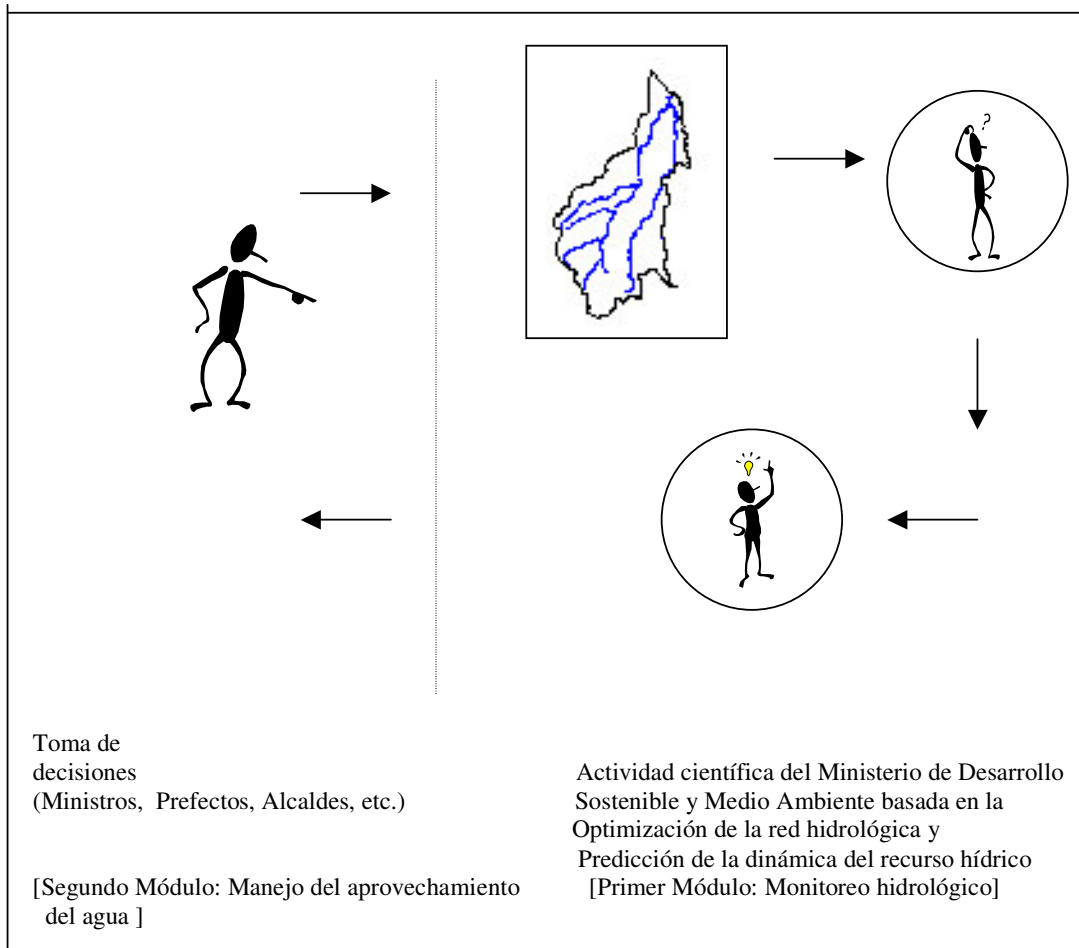 ?
Toma de
decisiones
(Ministros, Prefectos, Alcaldes, etc.)
[Segundo Módulo: Manejo del aprovechamiento
del agua ]
Actividad científica del Ministerio de Desarrollo
Sostenible y Medio Ambiente basada en la
Optimización de la red hidrológica y
Predicción de la dinámica del recurso hídrico
[Primer Módulo: Monitoreo hidrológico]